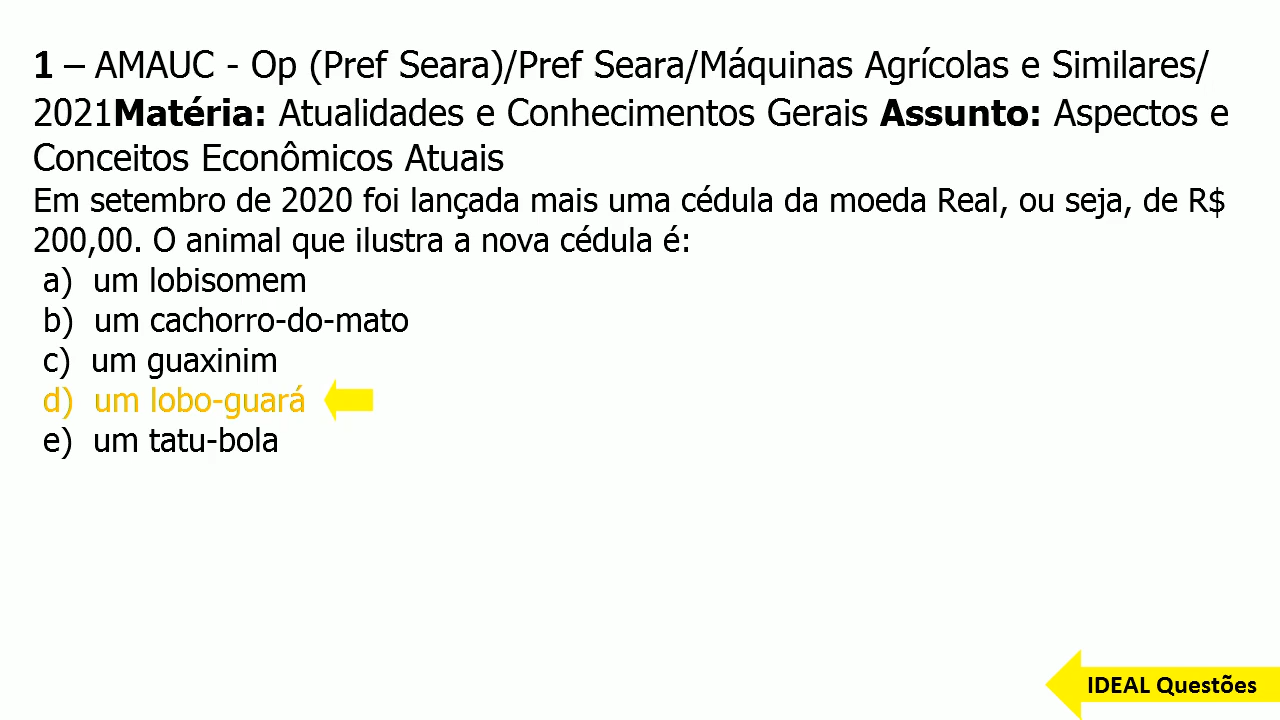 1 – AMAUC - Op (Pref Seara)/Pref Seara/Máquinas Agrícolas e Similares/
2021Matéria: Atualidades e Conhecimentos Gerais Assunto: Aspectos e
Conceitos Econômicos Atuais
Em setembro de 2020 foi lançada mais uma cédula da moeda Real, ou seja, de R$
200,00. O animal que ilustra a nova cédula é:
a) um lobisomem
b) um cachorro-do-mato
c) um guaxinim
d) um lobo-guará
e) um tatu-bola
IDEAL Questões